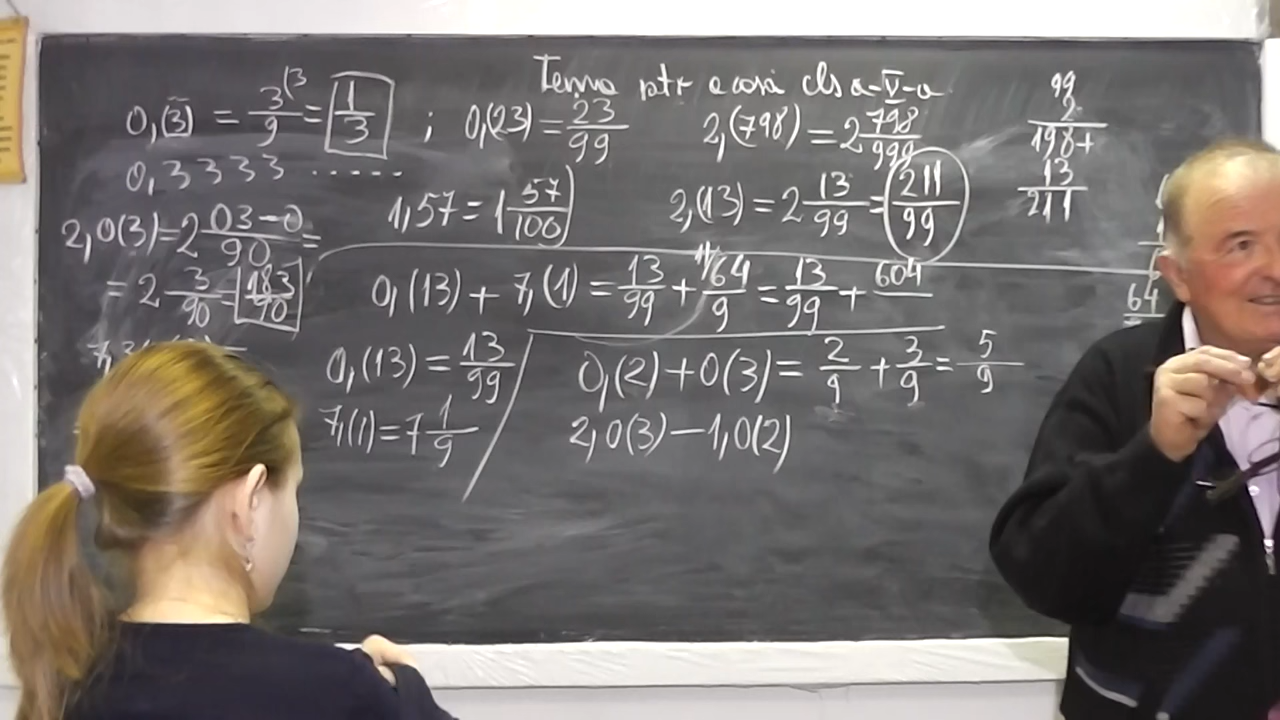 Tema ptr acasă cls a-V-a
0,(3) = 3/9 (3 = 1/3 ; 0,(23) = 23/99
2,(798) = 2 798/999
0,3333 .....
1,57 = 1 57/100
2,(13) = 2 13/99 = 211/99
99
2
198+
13
211
2,0(3) = 2 03-0/90 =
= 2 3/90 = 183/90
0,(13) + 7,(1) = 13/99 + 11/64/9 = 13/99 + 604
64
0,(13) = 13/99
0,(2) + 0(3) = 2/9 + 3/9 = 5/9
7,(1) = 7 1/9
2,0(3) - 1,0(2)